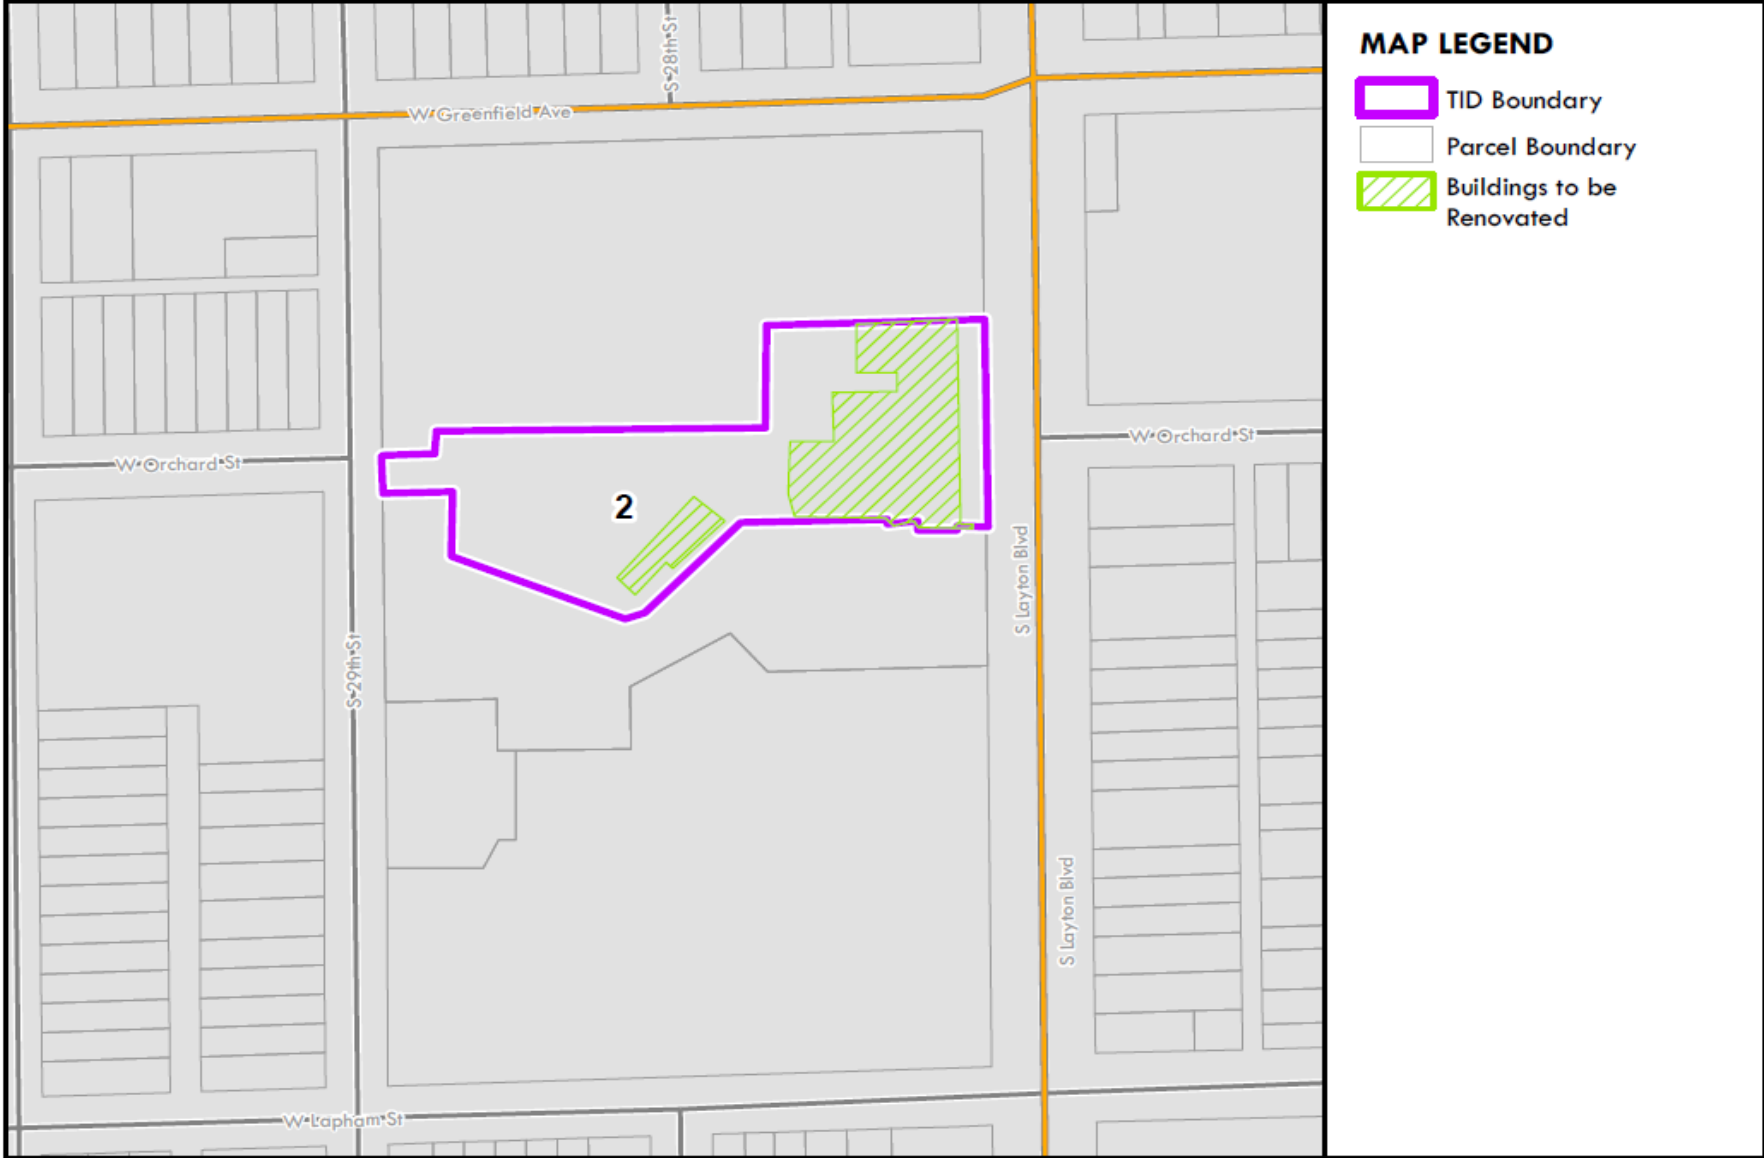 S 28th St
W Greenfield Ave
MAP LEGEND
TID Boundary
Parcel Boundary
Buildings to be
Renovated
W Orchard St
W Orchard St
2
S Layton Blvd
S 29th St
S Layton Blvd
W Lapham St